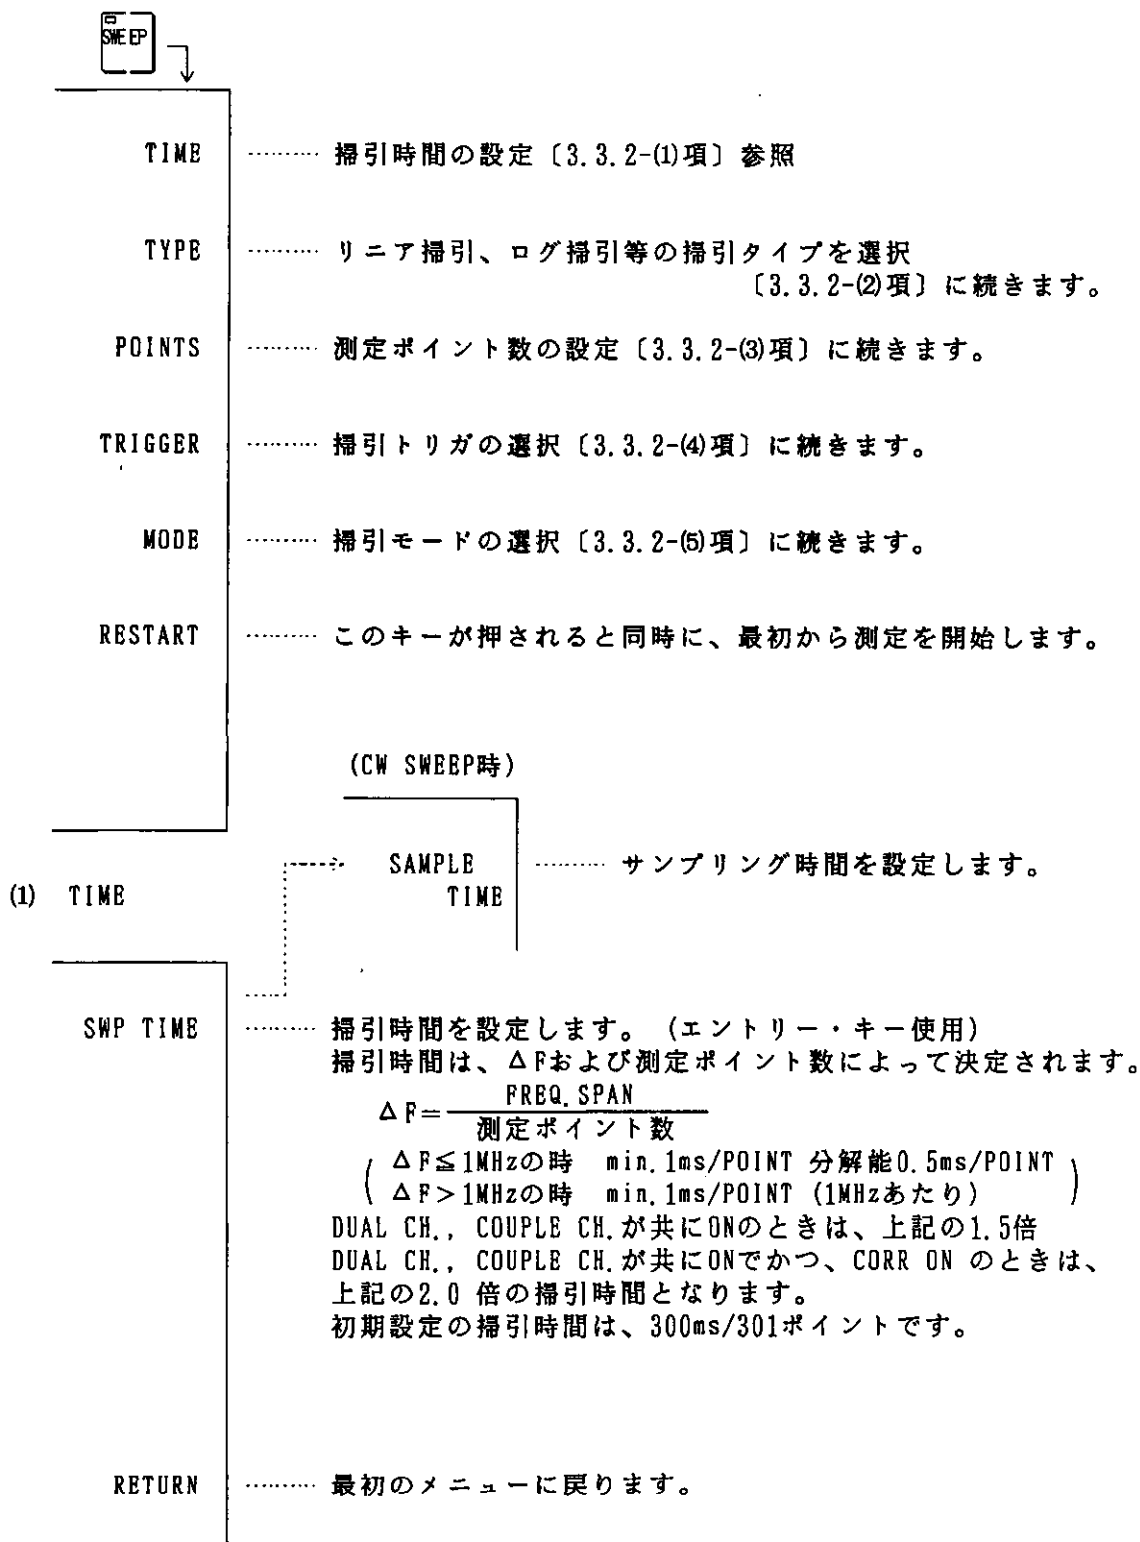 SWEEP
TIME ········· 掃引時間の設定〔3.3.2-(1)項〕参照
TYPE ········· リニア掃引、ログ掃引等の掃引タイプを選択
〔3.3.2-(2)項〕に続きます。
POINTS ········· 測定ポイント数の設定〔3.3.2-(3)項〕に続きます。
TRIGGER ········· 掃引トリガの選択〔3.3.2-(4)項〕に続きます。
MODE ········· 掃引モードの選択〔3.3.2-(5)項〕に続きます。
RESTART ········· このキーが押されると同時に、最初から測定を開始します。
(CW SWEEP時)
SAMPLE ········· サンプリング時間を設定します。
TIME
(1) TIME
SWP TIME ········· 掃引時間を設定します。(エントリー・キー使用)
掃引時間は、ΔFおよび測定ポイント数によって決定されます。
ΔF=FREQ.SPAN
測定ポイント数
ΔF≦1MHzの時 min.1ms/POINT 分解能0.5ms/POINT
ΔF>1MHzの時 min.1ms/POINT (1MHzあたり)
DUAL CH., COUPLE CH.が共にONのときは、上記の1.5倍
DUAL CH., COUPLE CH.が共にONでかつ、CORR ON のときは、
上記の2.0 倍の掃引時間となります。
初期設定の掃引時間は、300ms/301ポイントです。
RETURN ········· 最初のメニューに戻ります。